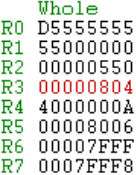 Whole
R0 D5555555
R1 55000000
R2 00000550
R3 00000804
R4 4000000A
R5 00008006
R6 00007FFF
R7 0007FFF8